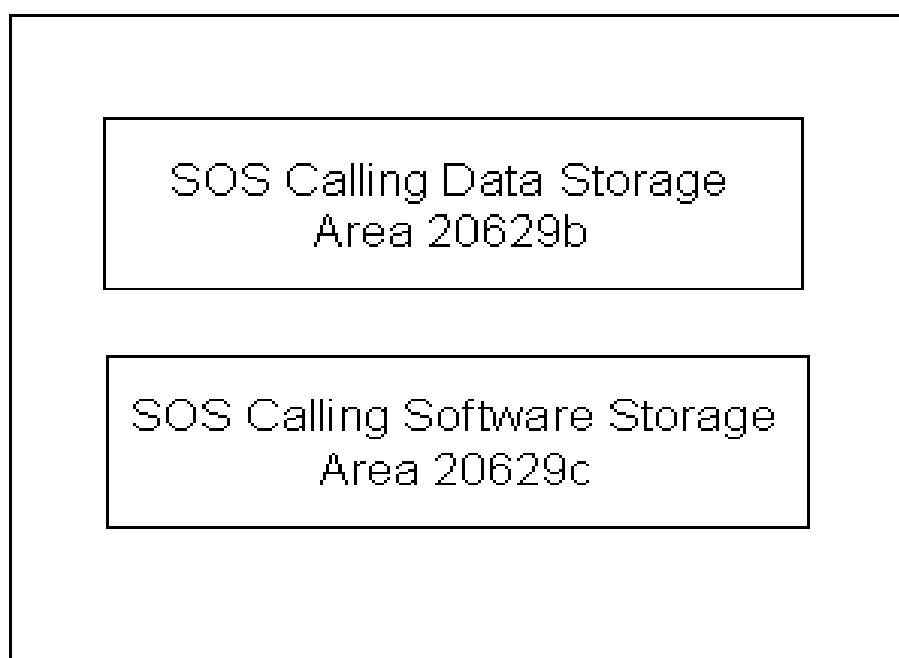 SOS Calling Data Storage
Area 20629b
SOS Calling Software Storage
Area 20629c